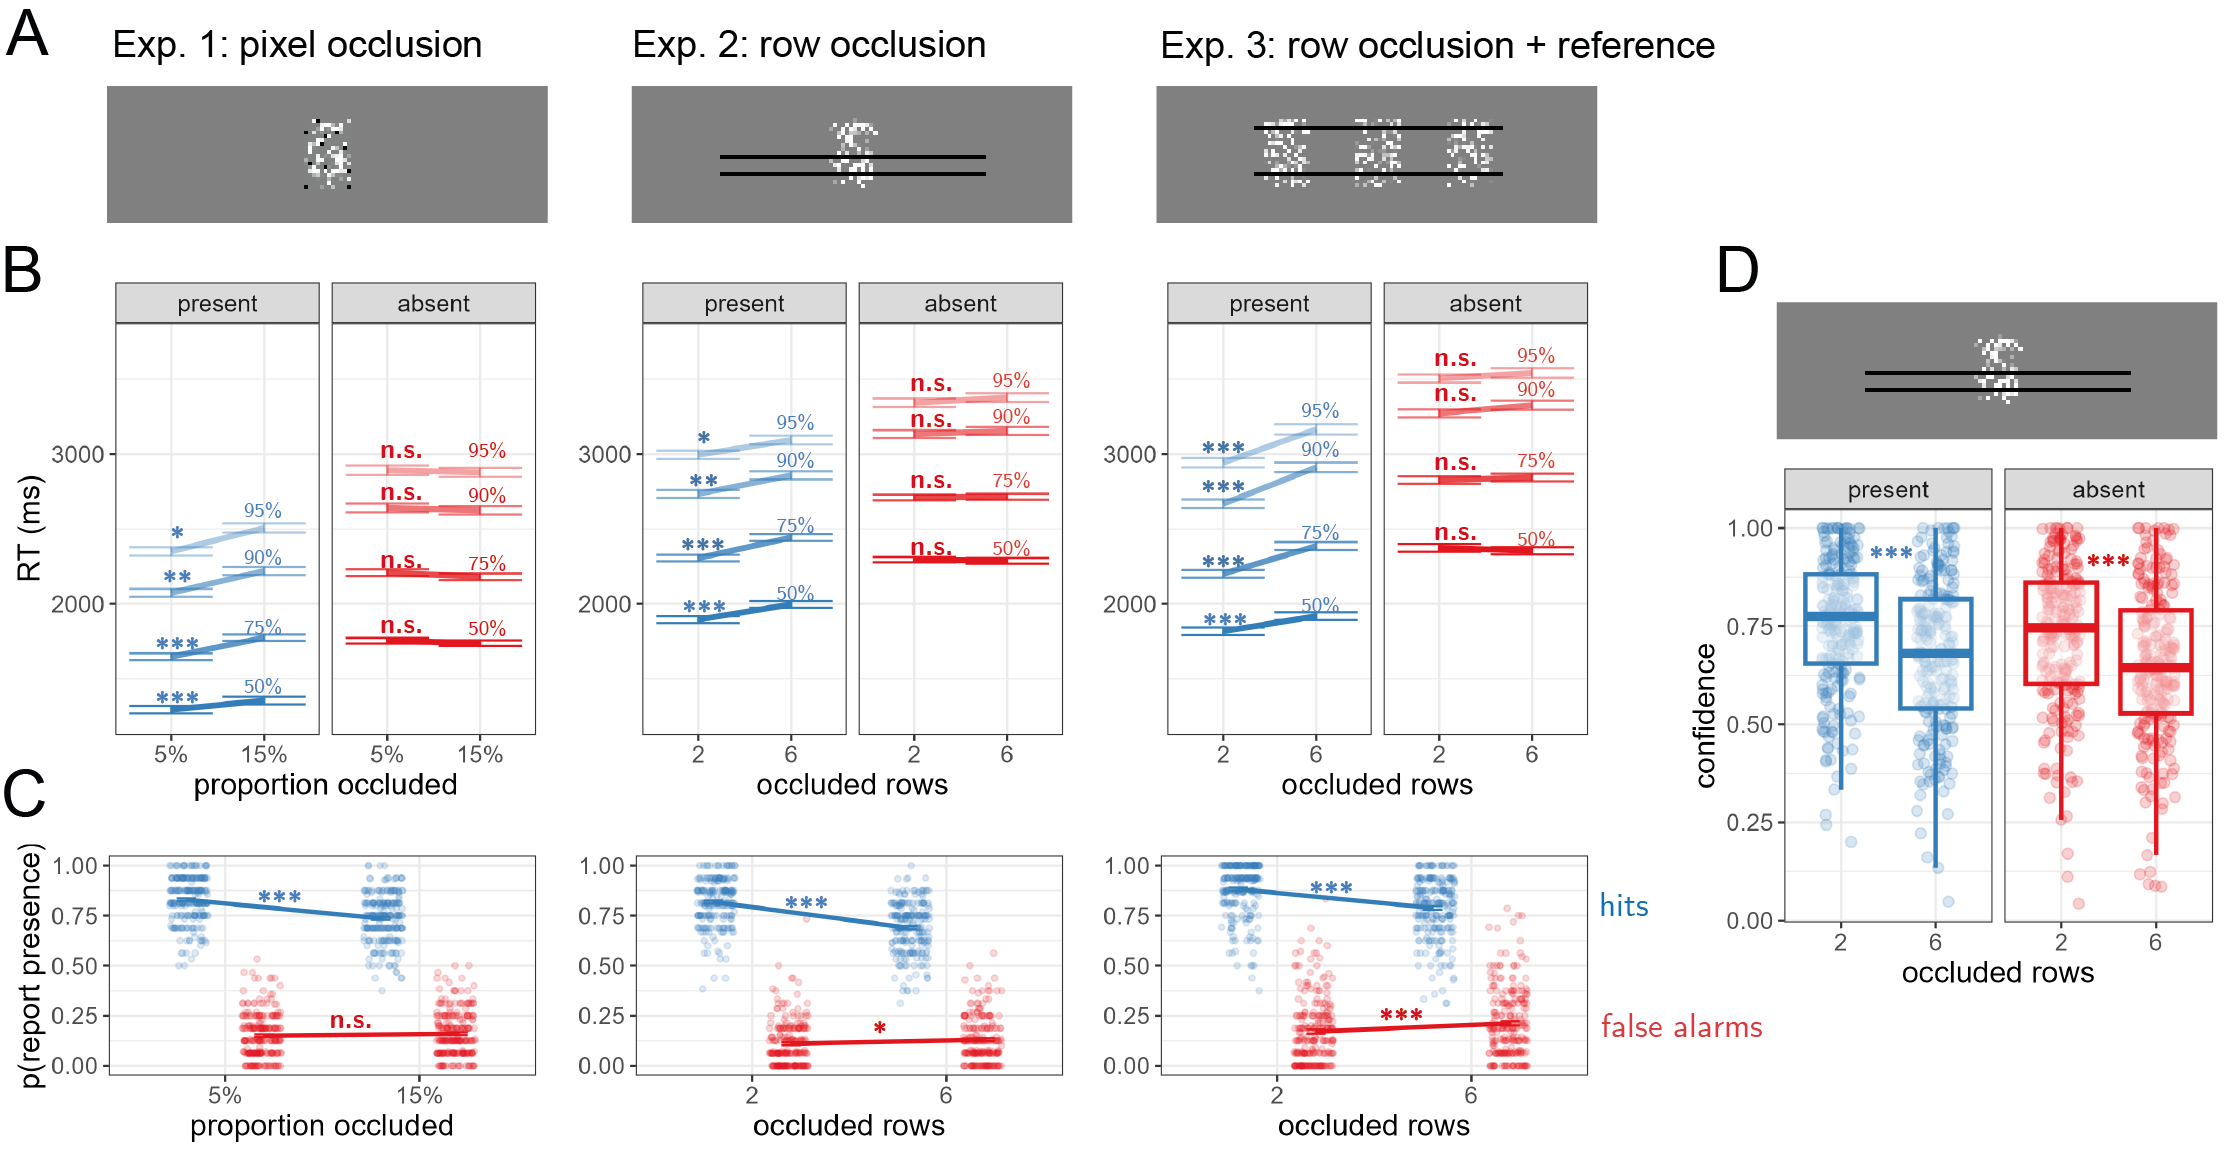 A
Exp. 1: pixel occlusion
Exp. 2: row occlusion
Exp. 3: row occlusion + reference
B
RT (ms)
3000
2000
present
absent
*
95%
**
90%
***
75%
***
50%
n.s.
95%
n.s.
90%
n.s.
75%
n.s.
50%
5%
15%
5%
15%
proportion occluded
3000
2000
present
absent
*
95%
**
90%
***
75%
***
50%
n.s.
95%
n.s.
90%
n.s.
75%
n.s.
50%
2
6
2
6
occluded rows
3000
2000
present
absent
***
95%
***
90%
***
75%
***
50%
n.s.
95%
n.s.
90%
n.s.
75%
n.s.
50%
2
6
2
6
occluded rows
C
p(report presence)
1.00
0.75
0.50
0.25
0.00
***
n.s.
5%
15%
proportion occluded
1.00
0.75
0.50
0.25
0.00
***
*
2
6
occluded rows
1.00
0.75
0.50
0.25
0.00
***
***
2
6
occluded rows
hits
false alarms
D
present
absent
confidence
1.00
0.75
0.50
0.25
0.00
***
***
2
6
2
6
occluded rows